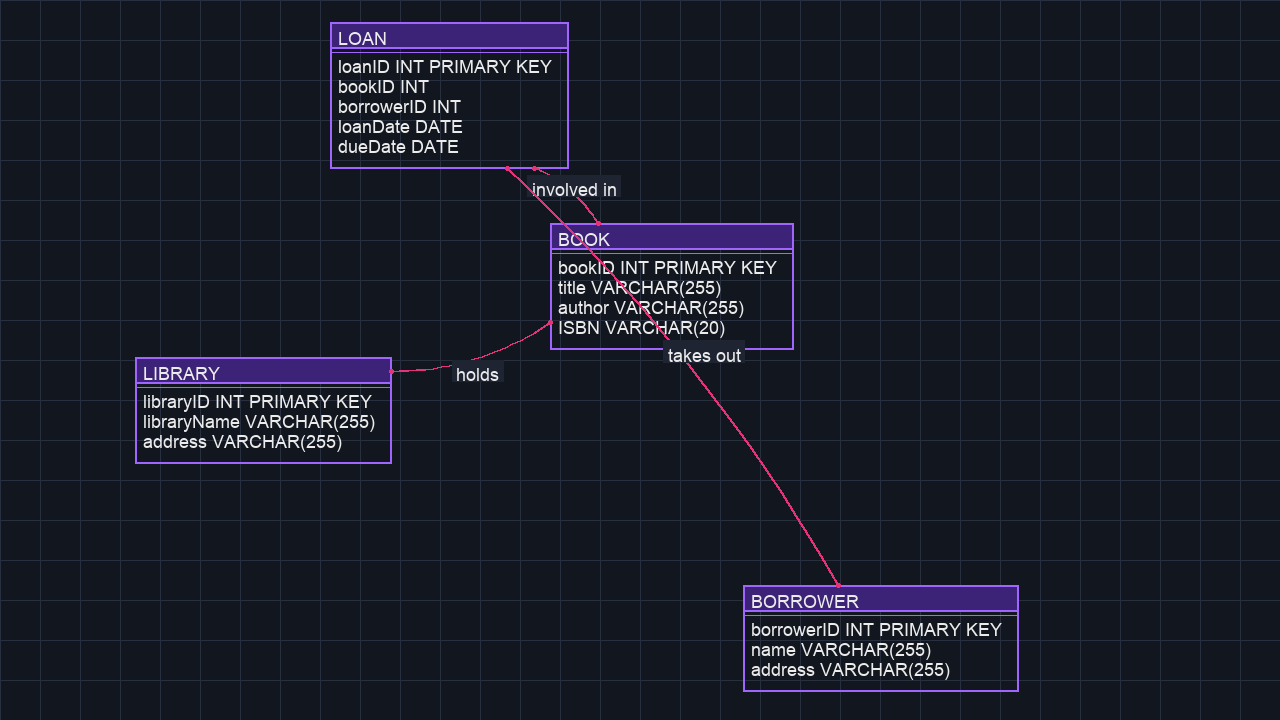 LOAN
loanID INT PRIMARY KEY
bookID INT
borrowerID INT
loanDate DATE
dueDate DATE
involved in
BOOK
bookID INT PRIMARY KEY
title VARCHAR(255)
author VARCHAR(255)
ISBN VARCHAR(20)
takes out
holds
LIBRARY
libraryID INT PRIMARY KEY
libraryName VARCHAR(255)
address VARCHAR(255)
BORROWER
borrowerID INT PRIMARY KEY
name VARCHAR(255)
address VARCHAR(255)